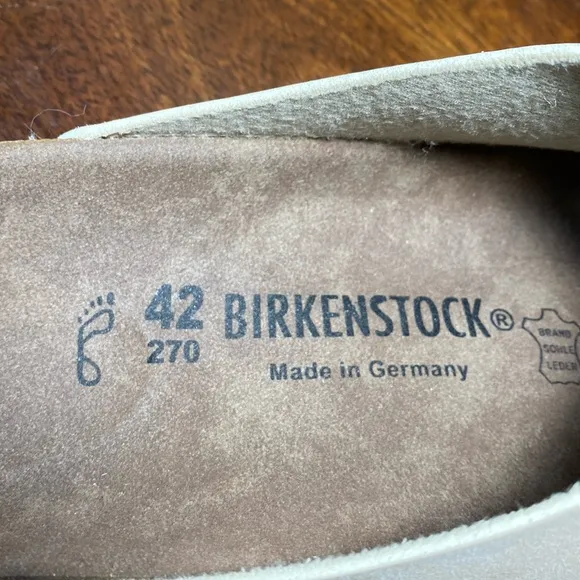 42 BIRKENSTOCK®
270 Made in Germany
BRAND
SOHLE
LEDER